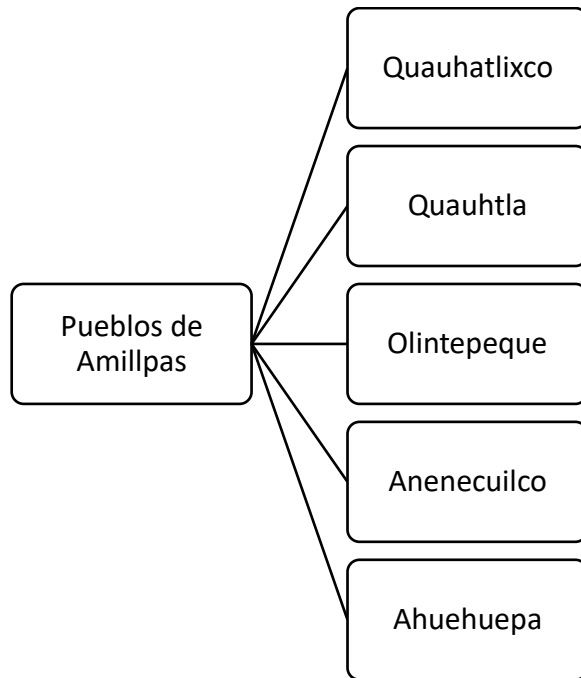 Quauhatlixco
Quauhtla
Pueblos de
Amillpas
Olintepeque
Anenecuilco
Ahuehuepa